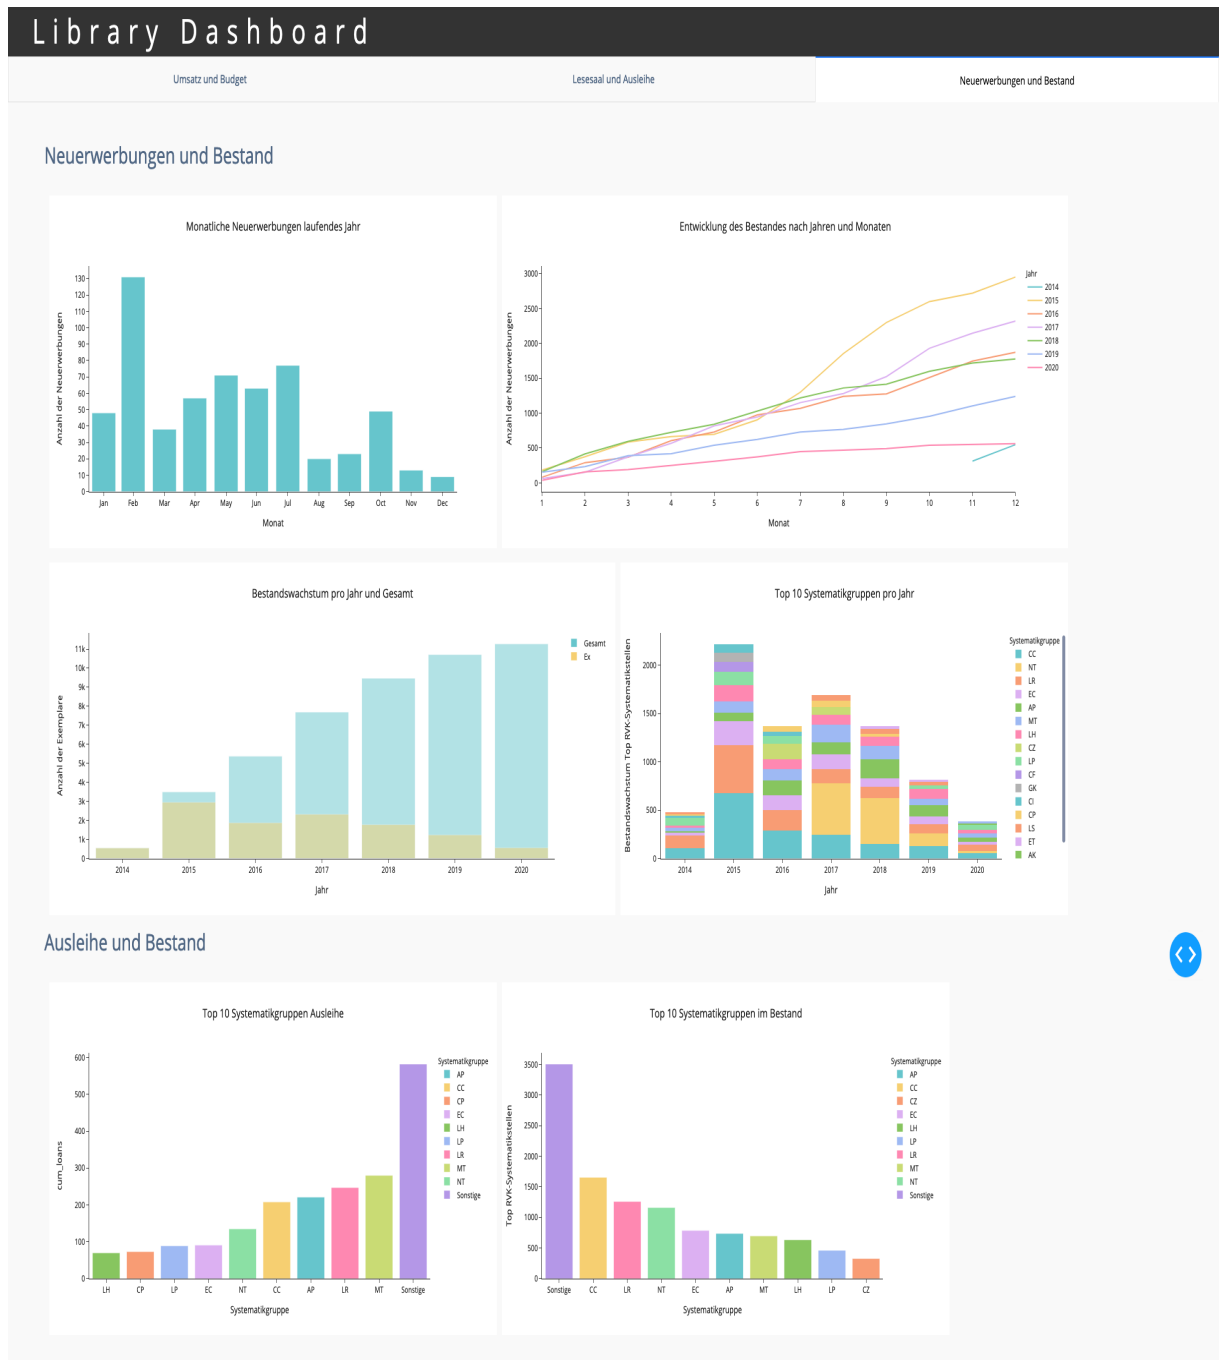 Library Dashboard
Umsatz und Budget
Lesesaal und Ausleihe
Neuerwerbungen und Bestand
Neuerwerbungen und Bestand
Monatliche Neuerwerbungen laufendes Jahr
Anzahl der Neuerwerbungen
130
120
110
100
90
80
70
60
50
40
30
20
10
0
Jan Feb Mar Apr May Jun Jul Aug Sep Oct Nov Dec
Monat
Entwicklung des Bestandes nach Jahren und Monaten
Anzahl der Neuerwerbungen
3000
2500
2000
1500
1000
500
0
1 2 3 4 5 6 7 8 9 10 11 12
Monat
Jahr
2014
2015
2016
2017
2018
2019
2020
Bestandswachstum pro Jahr und Gesamt
Anzahl der Exemplare
11k
10k
9k
8k
7k
6k
5k
4k
3k
2k
1k
0
2014 2015 2016 2017 2018 2019 2020
Jahr
Gesamt
Ex
Top 10 Systematikgruppen pro Jahr
Bestandswachstum Top RVK-Systematikstellen
2000
1500
1000
500
0
2014 2015 2016 2017 2018 2019 2020
Jahr
Systematikgruppe
CC
NT
LR
EC
AP
MT
LH
CZ
LP
CF
GK
CI
CP
LS
ET
AK
Ausleihe und Bestand
Top 10 Systematikgruppen Ausleihe
cum_loans
600
500
400
300
200
100
0
LH CP LP EC NT CC AP LR MT Sonstige
Systematikgruppe
Systematikgruppe
AP
CC
CP
EC
LH
LP
LR
MT
NT
Sonstige
Top 10 Systematikgruppen im Bestand
Top RVK-Systematikstellen
3500
3000
2500
2000
1500
1000
500
0
Sonstige CC LR NT EC AP MT LH LP CZ
Systematikgruppe
Systematikgruppe
AP
CC
CZ
EC
LH
LP
LR
MT
NT
Sonstige